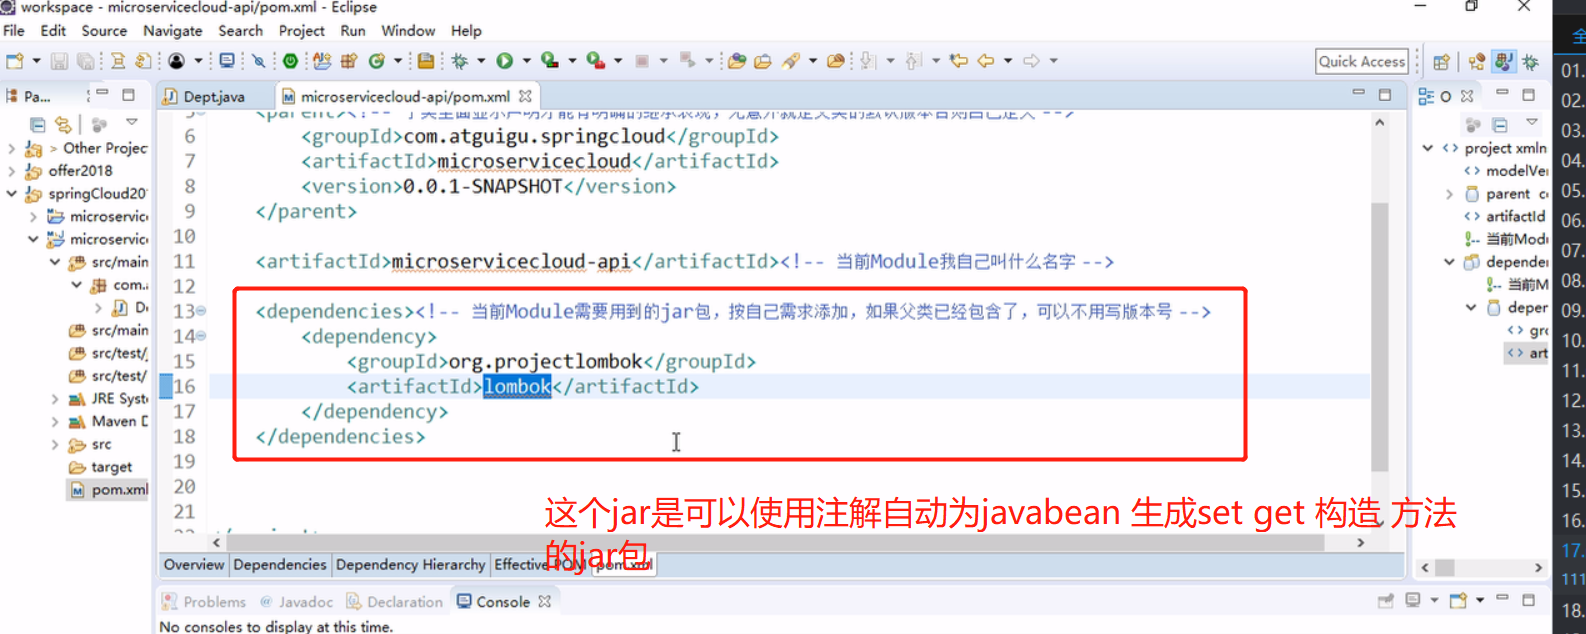 workspace - microservicecloud-api/pom.xml - Eclipse
File Edit Source Navigate Search Project Run Window Help
Quick Access
Pa...
Dept.java
microservicecloud-api/pom.xml
> Other Projec
offer2018
springCloud20
microservic
microservic
src/main
com.
src/main
src/test/
src/test/
JRE Syst
Maven D
src
target
pom.xml
6 <groupId>com.atguigu.springcloud</groupId>
7 <artifactId>microservicecloud</artifactId>
8 <version>0.0.1-SNAPSHOT</version>
9 </parent>
10
11 <artifactId>microservicecloud-api</artifactId><!-- 当前Module我自己叫什么名字 -->
12
13 <dependencies><!-- 当前Module需要用到的jar包，按自己需求添加，如果父类已经包含了，可以不用写版本号 -->
14 <dependency>
15 <groupId>org.projectlombok</groupId>
16 <artifactId>lombok</artifactId>
17 </dependency>
18 </dependencies>
19
20
21
这个jar是可以使用注解自动为javabean 生成set get 构造 方法
的jar包
Overview Dependencies Dependency Hierarchy Effective POM pom.xml
Problems @ Javadoc Declaration Console
No consoles to display at this time.
O
project xmln
modelVer
parent
artifactId
当前Mod
depender
当前M
deper
gro
art
01.
02.
03.
04.
05.
06.
07.
08.
09.
10.
11.
12.
13.
14.
15.
16.
17.
111
18.